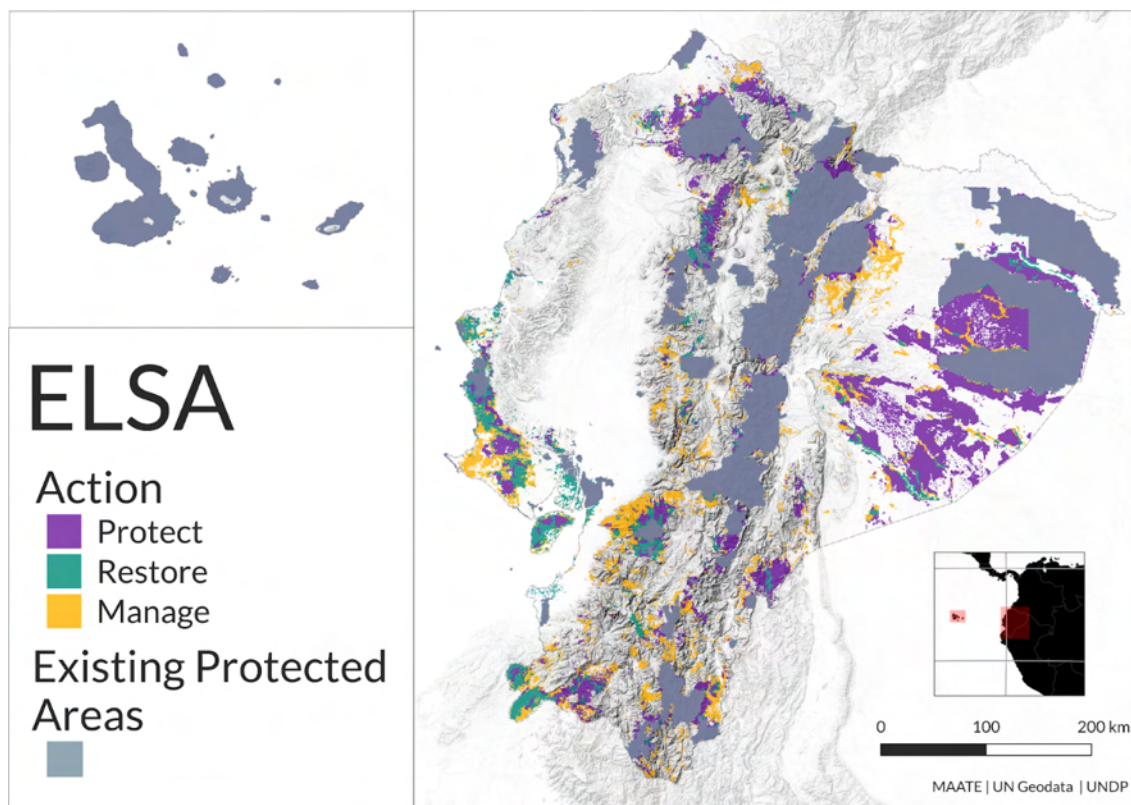 ELSA
Action
Protect
Restore
Manage
Existing Protected
Areas
0 100 200 km
MAATE | UN Geodata | UNDP